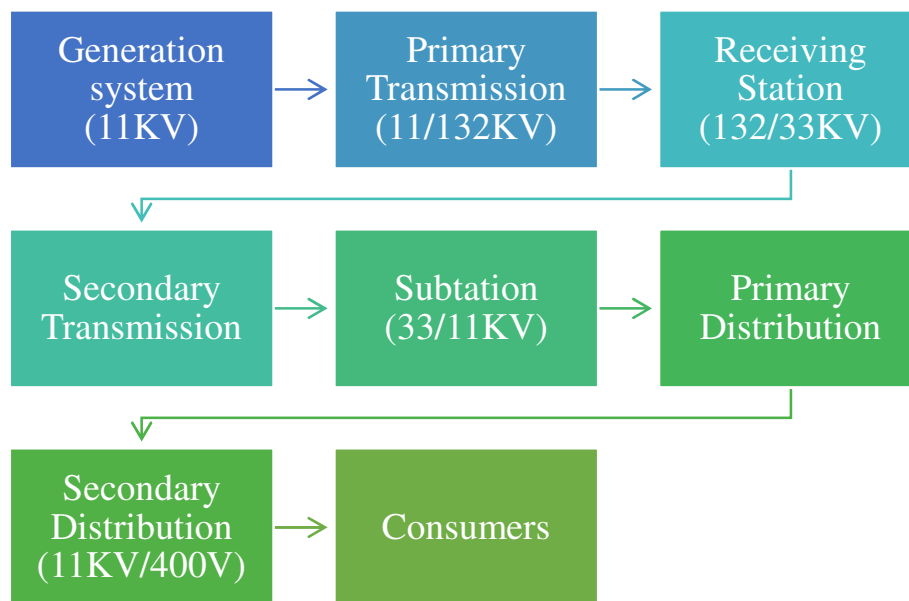 Generation
system
(11KV)
Primary
Transmission
(11/132KV)
Receiving
Station
(132/33KV)
Secondary
Transmission
Subtation
(33/11KV)
Primary
Distribution
Secondary
Distribution
(11KV/400V)
Consumers